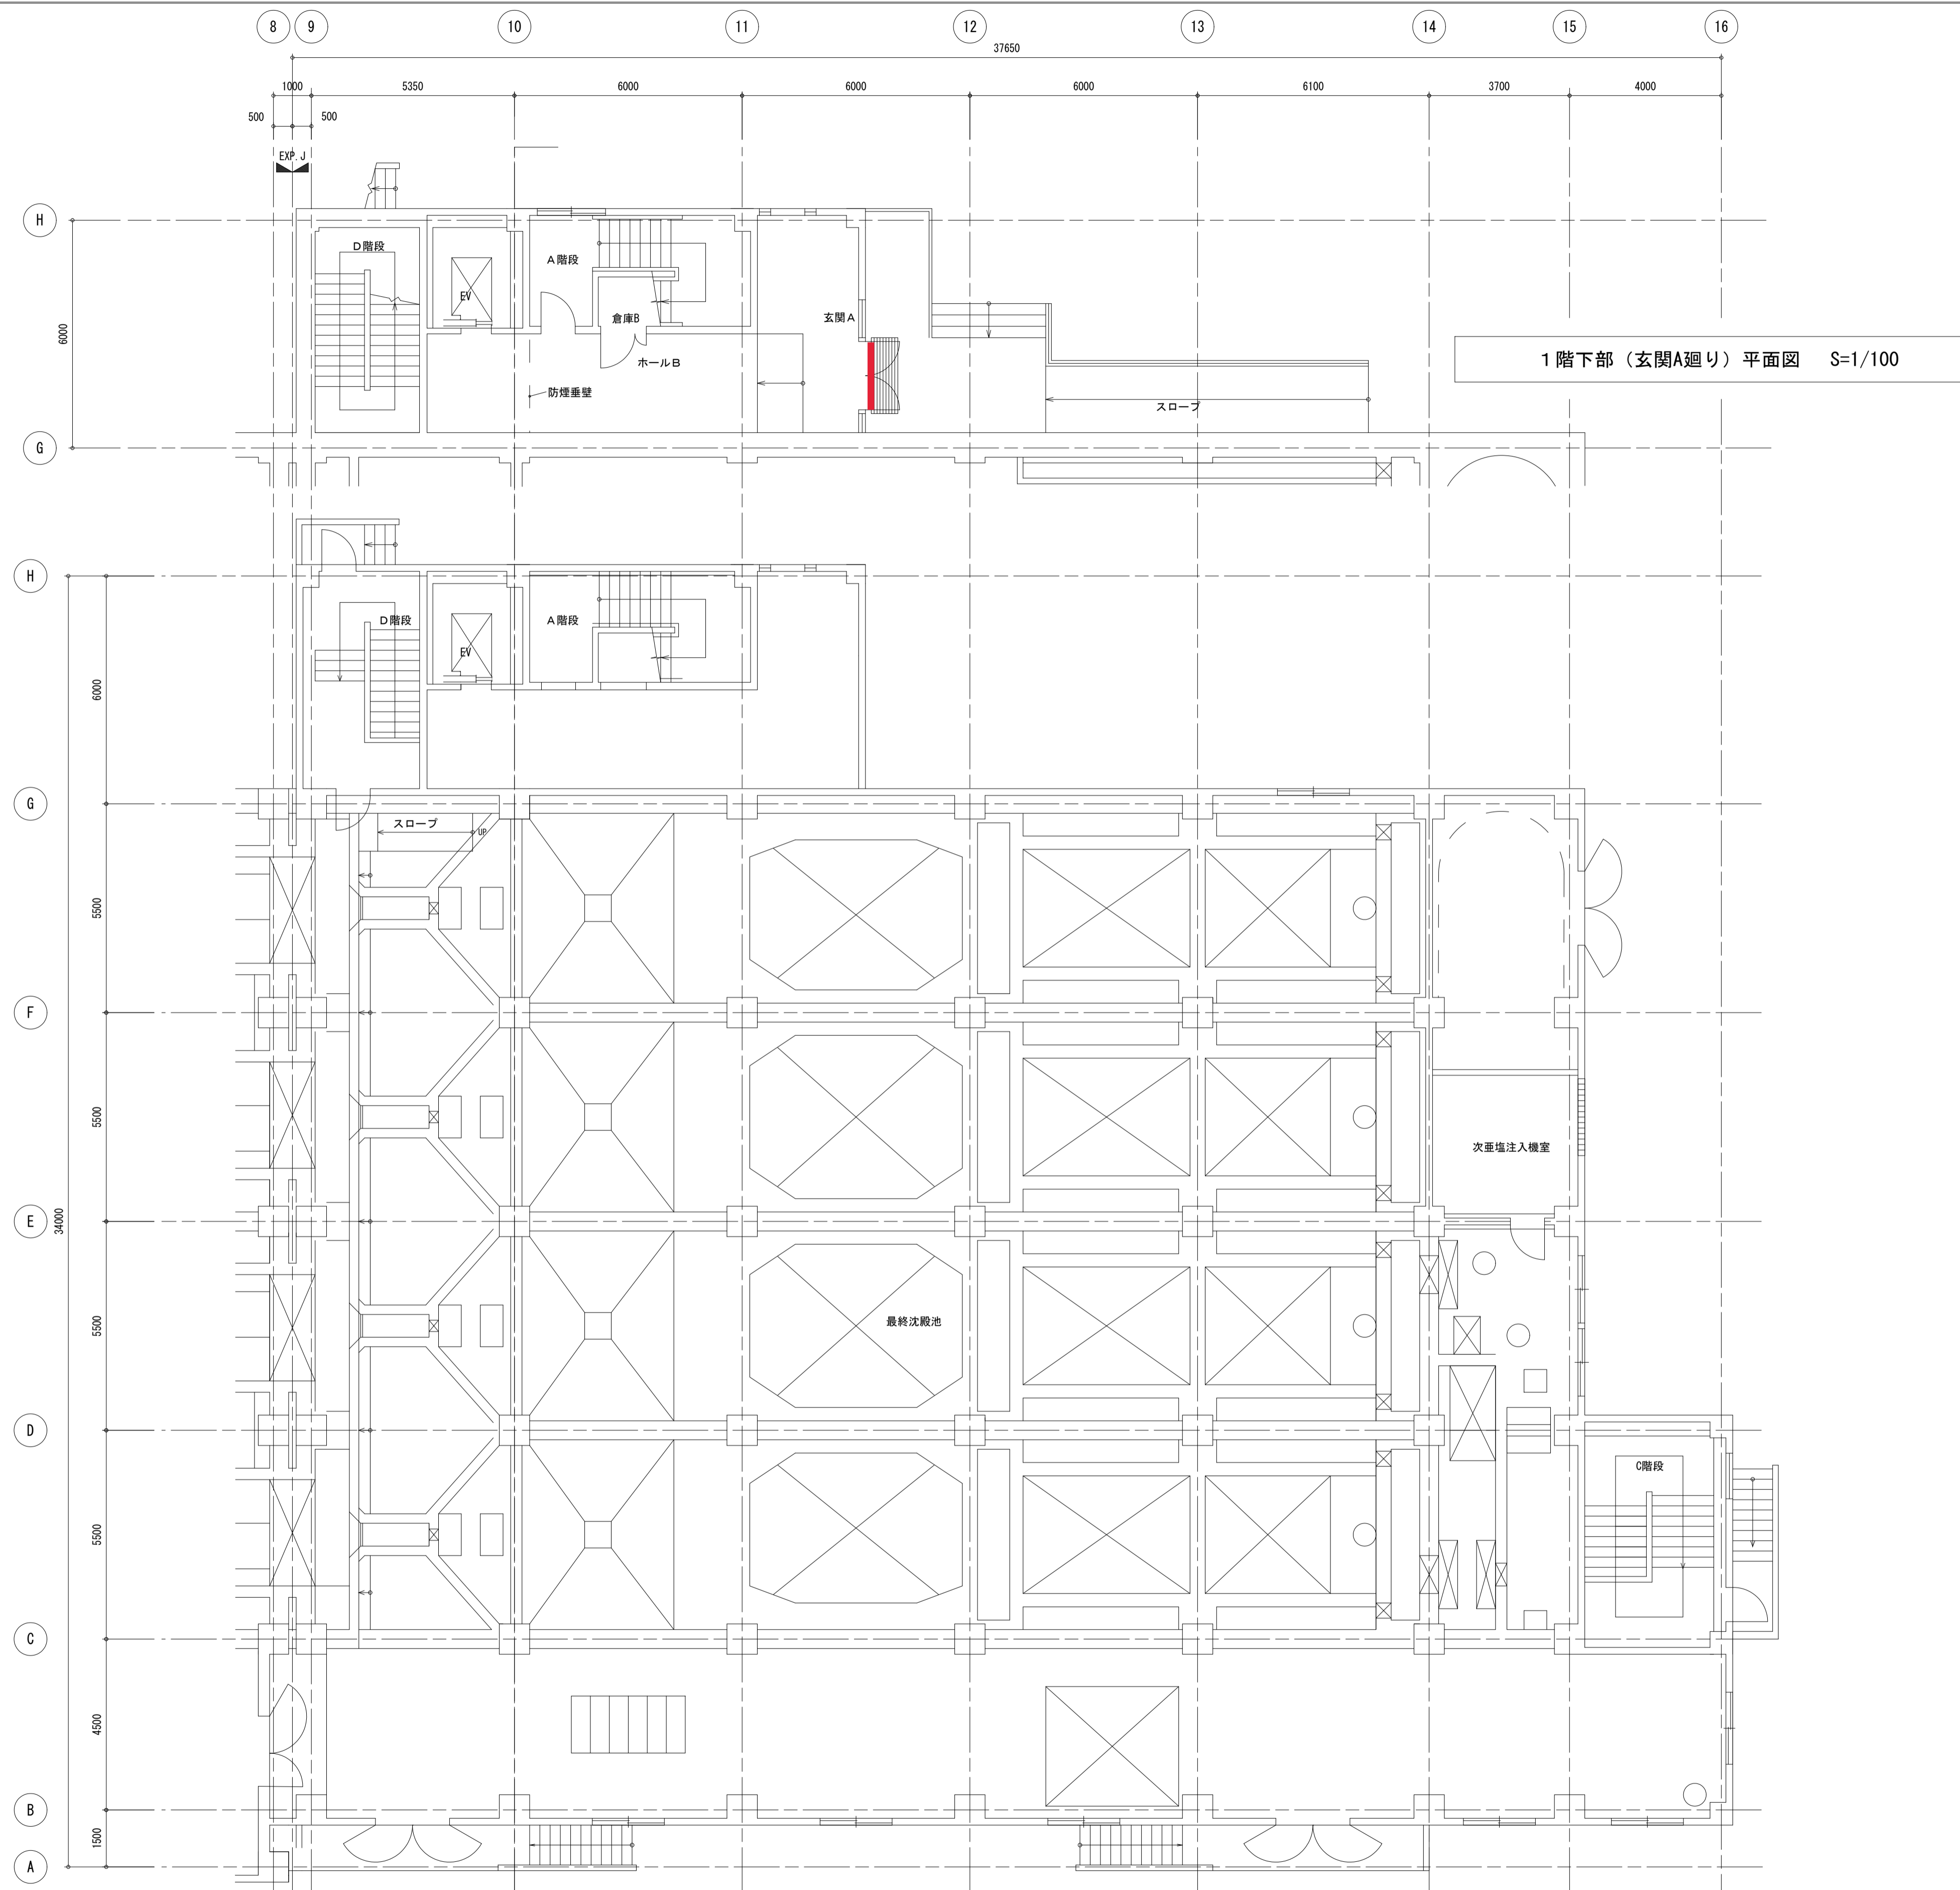 8 9 10 11 12 13 14 15 16
37650
1000 5350 6000 6000 6000 6100 3700 4000
500 500
EXP.J
H
D階段
A階段
EV
倉庫B
玄関A
6000
ホールB
防煙垂壁
スロープ
1階下部（玄関A廻り）平面図 S=1/100
G
H
D階段
A階段
EV
6000
G
スロープ
UP
5500
F
5500
次亜塩注入機室
E
34000
5500
最終沈殿池
D
C階段
5500
C
4500
B
1500
A